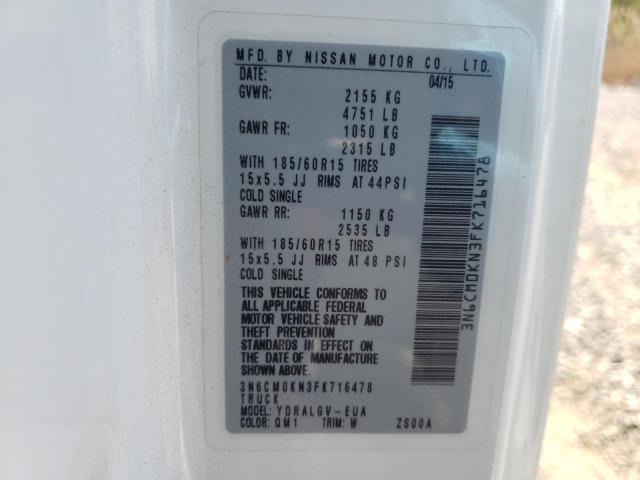 MFD. BY NISSAN MOTOR CO., LTD.
DATE: 04/15
GVWR: 2155 KG
4751 LB
GAWR FR: 1050 KG
2315 LB
WITH 185/60R15 TIRES
15x5.5 JJ RIMS AT 44PSI
COLD SINGLE
GAWR RR: 1150 KG
2535 LB
WITH 185/60R15 TIRES
15x5.5 JJ RIMS AT 48 PSI
COLD SINGLE
THIS VEHICLE CONFORMS TO
ALL APPLICABLE FEDERAL
MOTOR VEHICLE SAFETY AND
THEFT PREVENTION
STANDARDS IN EFFECT ON
THE DATE OF MANUFACTURE
SHOWN ABOVE.
3N6CM0KN3FK716478
TRUCK
MODEL: YDRALGV-EUA
COLOR: QM1 TRIM: W ZS00A
3N6CM0KN3FK716478